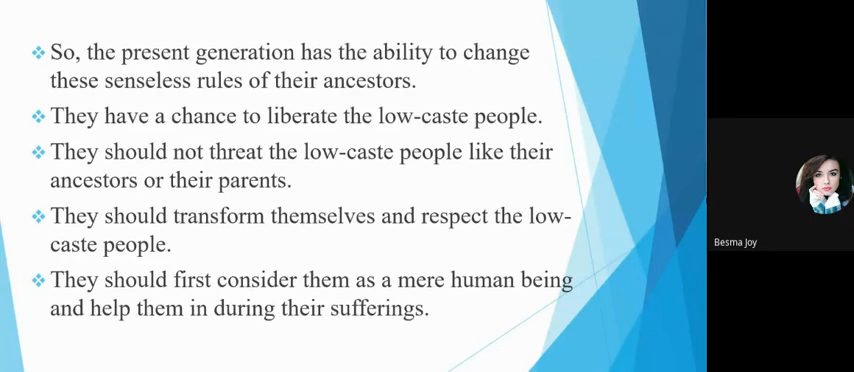 So, the present generation has the ability to change
these senseless rules of their ancestors.
They have a chance to liberate the low-caste people.
They should not threat the low-caste people like their
ancestors or their parents.
They should transform themselves and respect the low-
caste people.
They should first consider them as a mere human being
and help them in during their sufferings.
Besma Joy